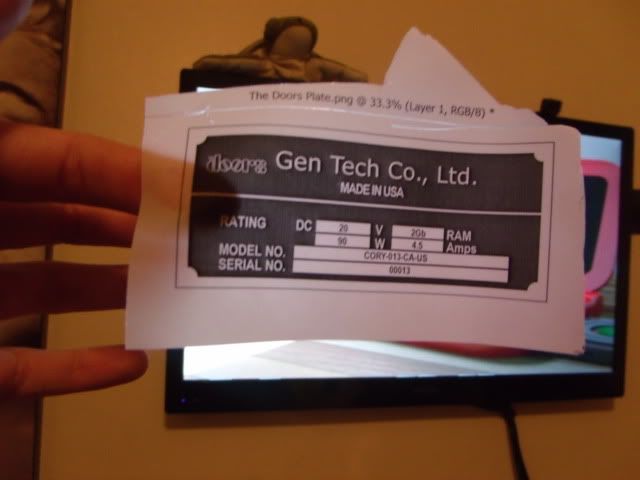 The Doors Plate.png @ 33.3% (Layer 1, RGB/8) *
doors Gen Tech Co., Ltd.
MADE IN USA
RATING DC 20 V 2Gb RAM
90 W 4.5 Amps
MODEL NO. CORY-013-CA-US
SERIAL NO. 00013